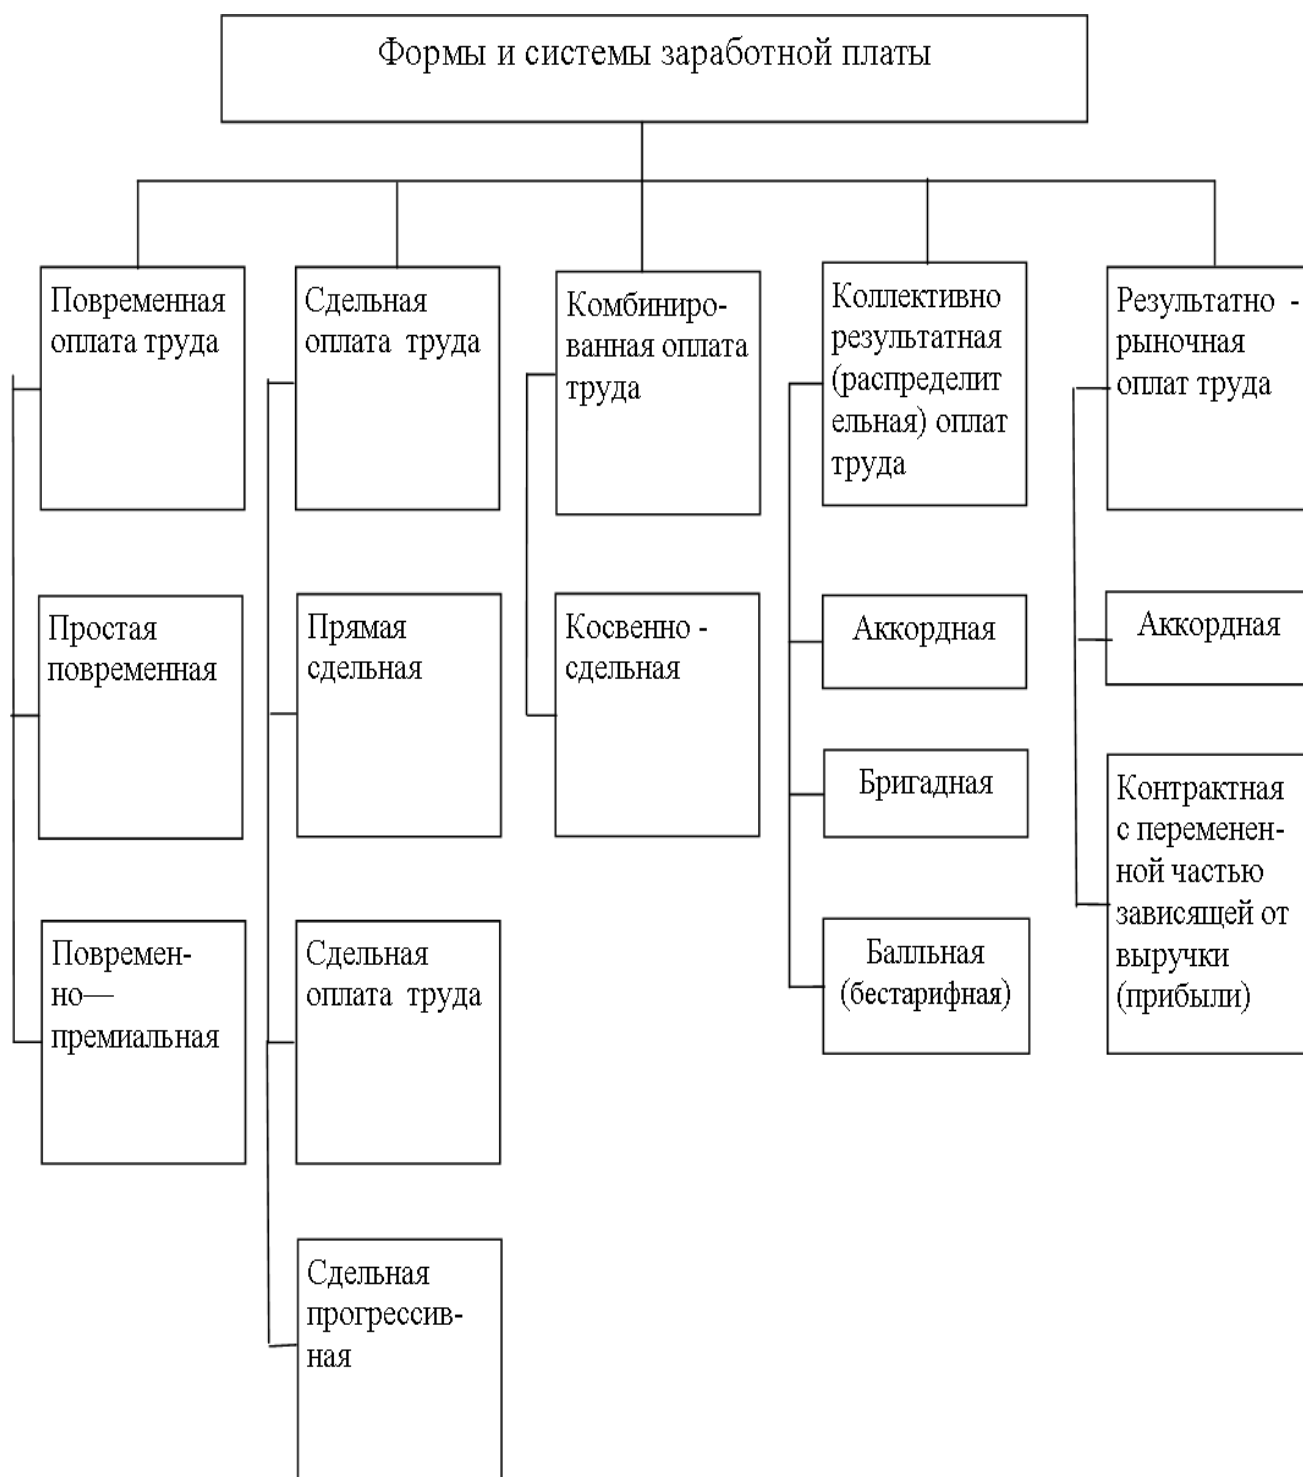 Формы и системы заработной платы
Повременная
оплата труда
Сдельная
оплата труда
Комбиниро-
ванная оплата
труда
Коллективно
результатная
(распределит
ельная) оплат
труда
Результатно -
рыночная
оплат труда
Простая
повременная
Прямая
сдельная
Косвенно -
сдельная
Аккордная
Аккордная
Бригадная
Контрактная
с переменен-
ной частью
зависящей от
выручки
(прибыли)
Повремен-
но—
премиальная
Сдельная
оплата труда
Балльная
(бестарифная)
Сдельная
прогрессив-
ная